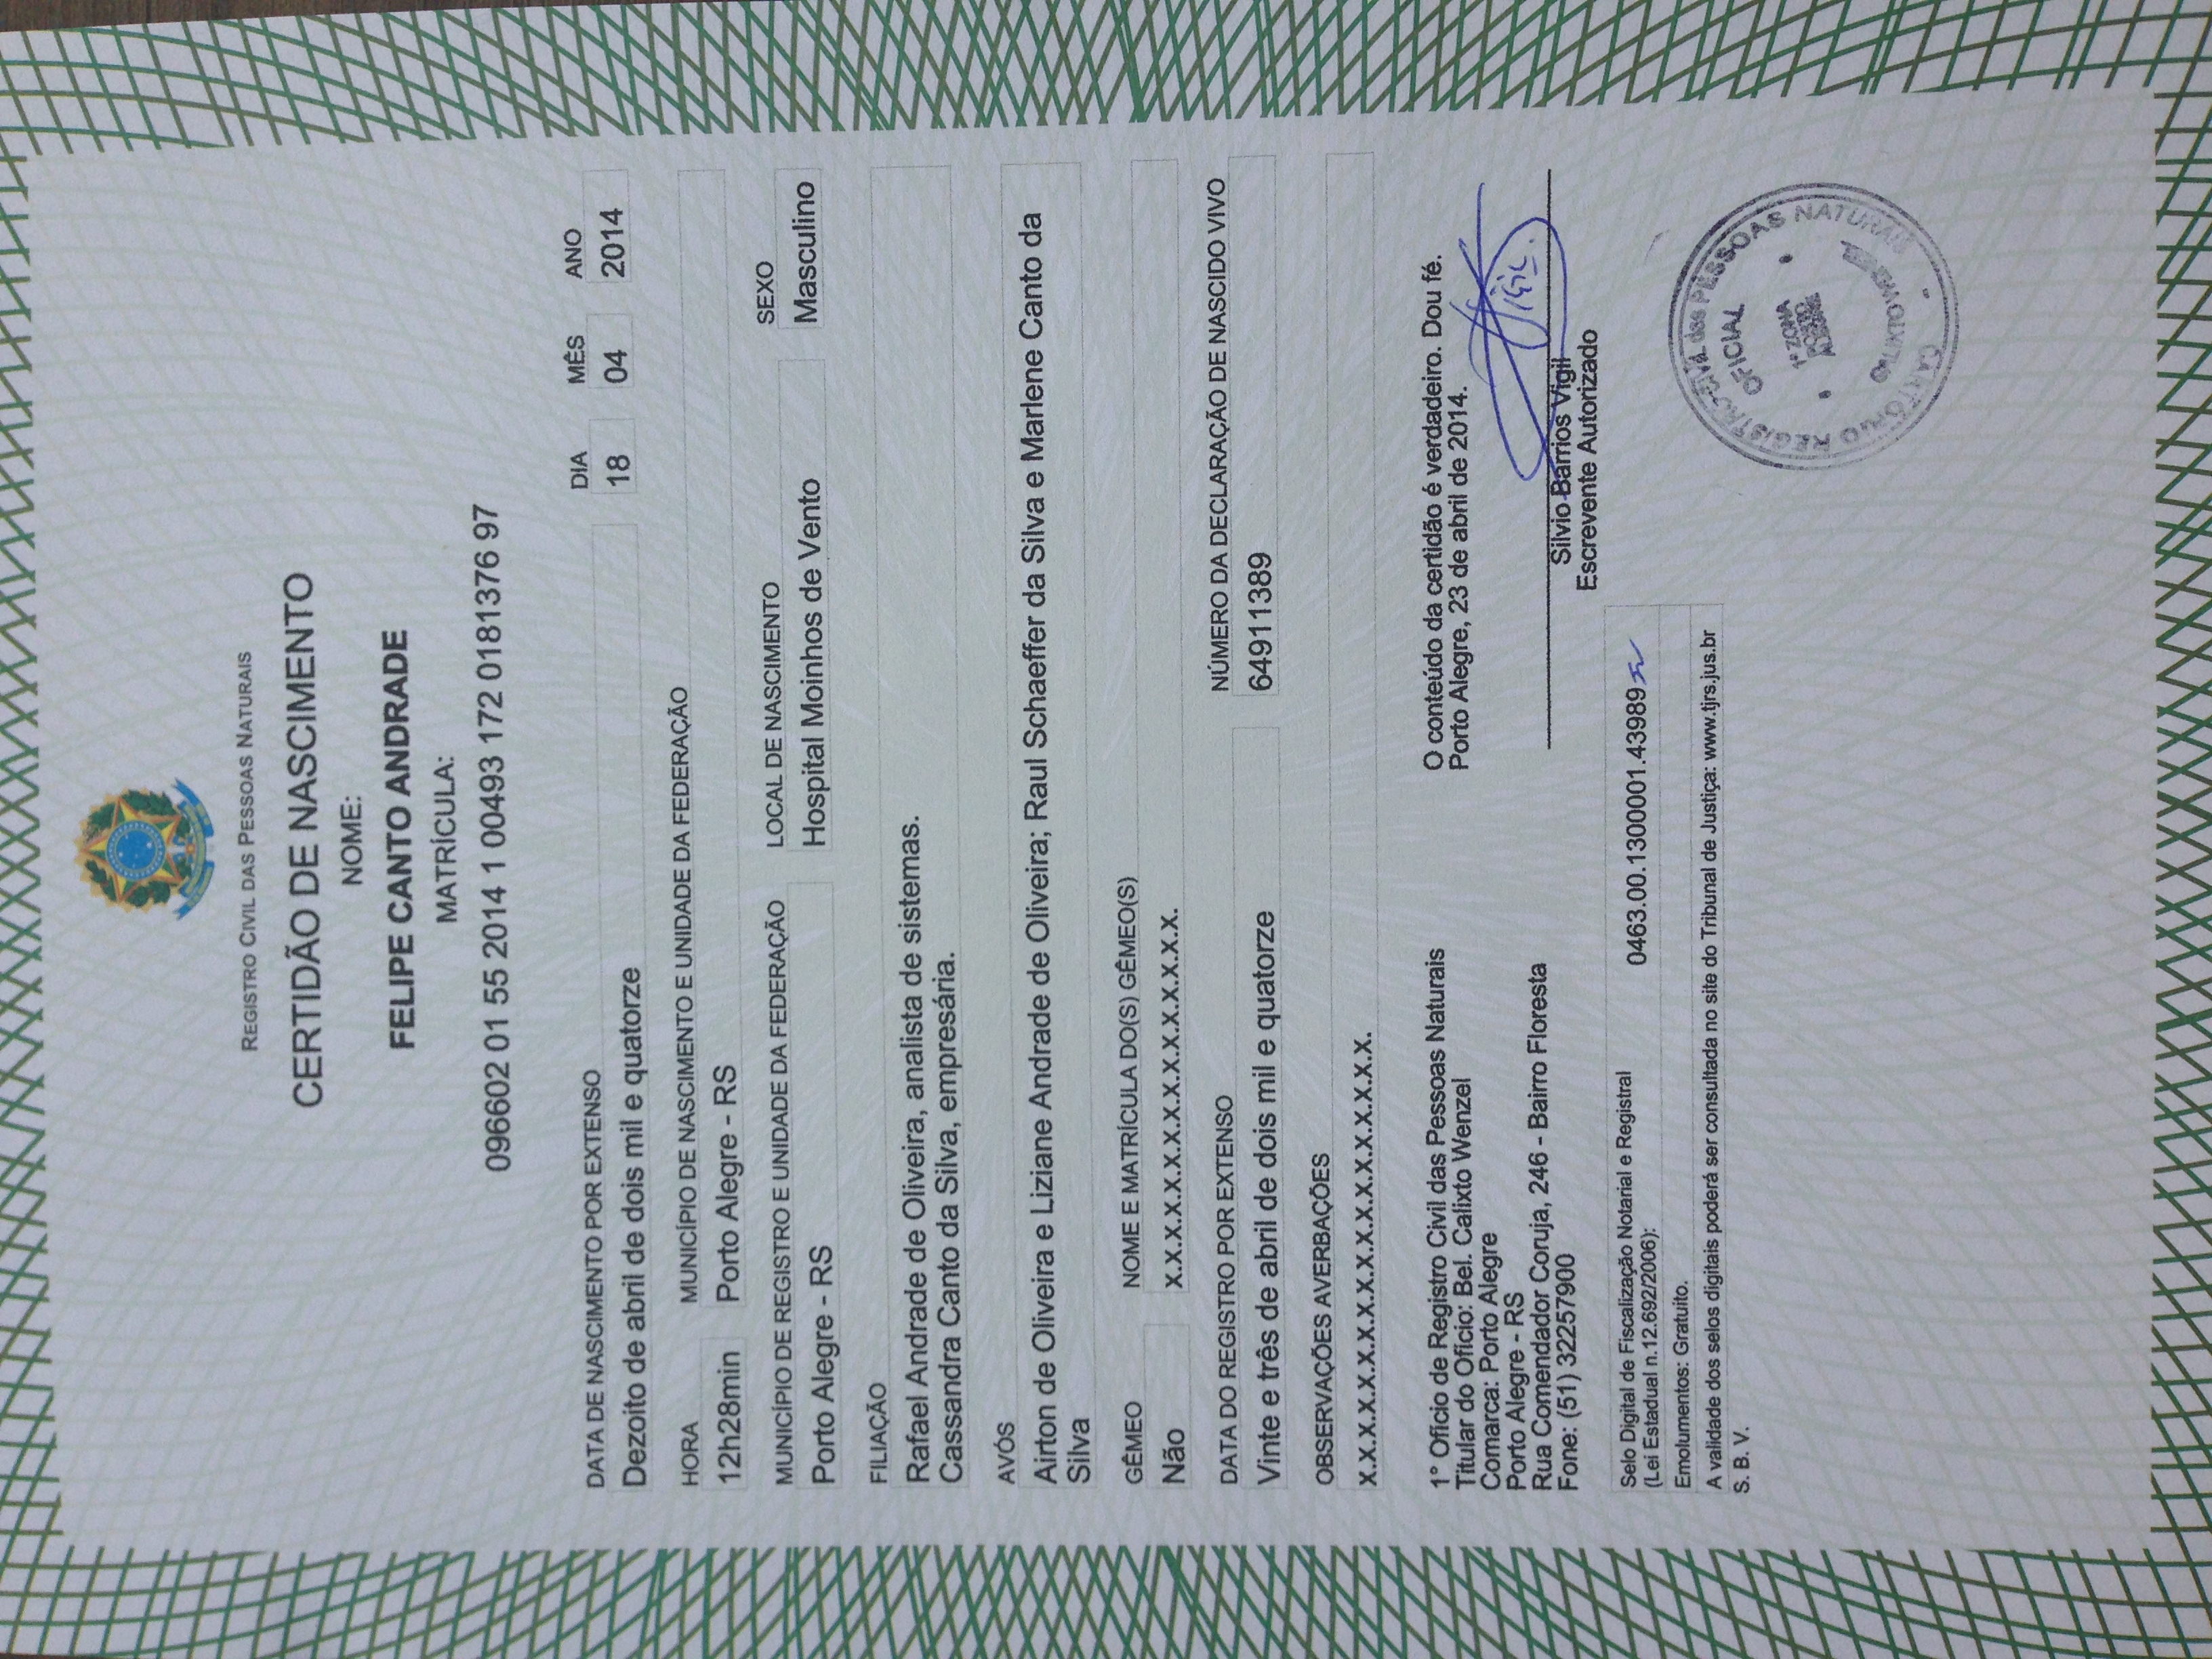 REGISTRO CIVIL DAS PESSOAS NATURAIS
CERTIDÃO DE NASCIMENTO
NOME:
FELIPE CANTO ANDRADE
MATRÍCULA:
096602 01 55 2014 1 00493 172 0181376 97
DATA DE NASCIMENTO POR EXTENSO DIA MÊS ANO
Dezoito de abril de dois mil e quatorze 18 04 2014
HORA MUNICÍPIO DE NASCIMENTO E UNIDADE DA FEDERAÇÃO
12h28min Porto Alegre - RS
MUNICÍPIO DE REGISTRO E UNIDADE DA FEDERAÇÃO LOCAL DE NASCIMENTO SEXO
Porto Alegre - RS Hospital Moinhos de Vento Masculino
FILIAÇÃO
Rafael Andrade de Oliveira, analista de sistemas.
Cassandra Canto da Silva, empresária.
AVÓS
Airton de Oliveira e Liziane Andrade de Oliveira; Raul Schaeffer da Silva e Marlene Canto da
Silva
GÊMEO NOME E MATRÍCULA DO(S) GÊMEO(S)
Não X.X.X.X.X.X.X.X.X.X.X.X.X.X.X.X.
DATA DO REGISTRO POR EXTENSO NÚMERO DA DECLARAÇÃO DE NASCIDO VIVO
Vinte e três de abril de dois mil e quatorze 64911389
OBSERVAÇÕES AVERBAÇÕES
X.X.X.X.X.X.X.X.X.X.X.X.X.X.X.X.X.X.X.
1° Ofício de Registro Civil das Pessoas Naturais
Titular do Ofício: Bel. Calixto Wenzel
Comarca: Porto Alegre
Porto Alegre - RS
Rua Comendador Coruja, 246 - Bairro Floresta
Fone: (51) 32257900
O conteúdo da certidão é verdadeiro. Dou fé.
Porto Alegre, 23 de abril de 2014.
Silvio Barrios Vigil
Escrevente Autorizado
Selo Digital de Fiscalização Notarial e Registral
(Lei Estadual n.12.692/2006): 0463.00.1300001.43989
Emolumentos: Gratuito.
A validade dos selos digitais poderá ser consultada no site do Tribunal de Justiça: www.tjrs.jus.br
S. B. V.
CARTÓRIO REGISTRO CIVIL das PESSOAS NATURAIS
OFICIAL
1ª ZONA
PORTO
ALEGRE
CALIXTO WENZEL